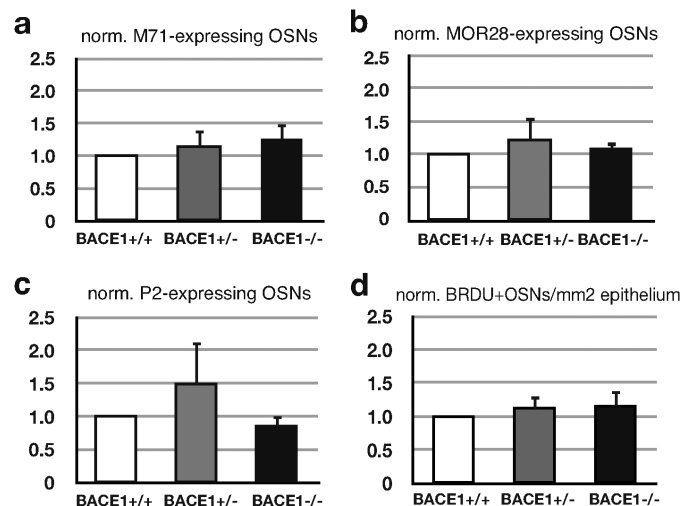 a
norm. M71-expressing OSNs
2.5
2.0
1.5
1.0
0.5
0
BACE1+/+ BACE1+/- BACE1-/-
b
norm. MOR28-expressing OSNs
2.5
2.0
1.5
1.0
0.5
0
BACE1+/+ BACE1+/- BACE1-/-
c
norm. P2-expressing OSNs
2.5
2.0
1.5
1.0
0.5
0
BACE1+/+ BACE1+/- BACE1-/-
d
norm. BRDU+OSNs/mm2 epithelium
2.5
2.0
1.5
1.0
0.5
0
BACE1+/+ BACE1+/- BACE1-/-